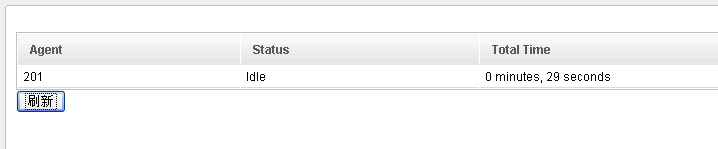 Agent Status Total Time
201 Idle 0 minutes, 29 seconds
刷新